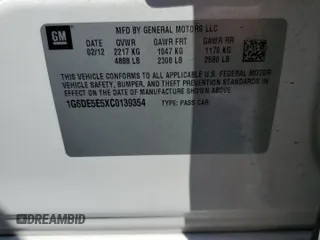 GM
MFD BY GENERAL MOTORS LLC
DATE GVWR GAWR FRT GAWR RR
02/12 2217 KG 1047 KG 1170 KG
4888 LB 2308 LB 2580 LB
THIS VEHICLE CONFORMS TO ALL APPLICABLE U.S. FEDERAL VEHICLE
SAFETY, BUMPER, AND THEFT PREVENTION STANDARDS IN
EFFECT ON THE DATE OF MANUFACTURE SHOWN ABOVE.
1G6DE5E5XC0139354 TYPE: PASS CAR
DREAMBID